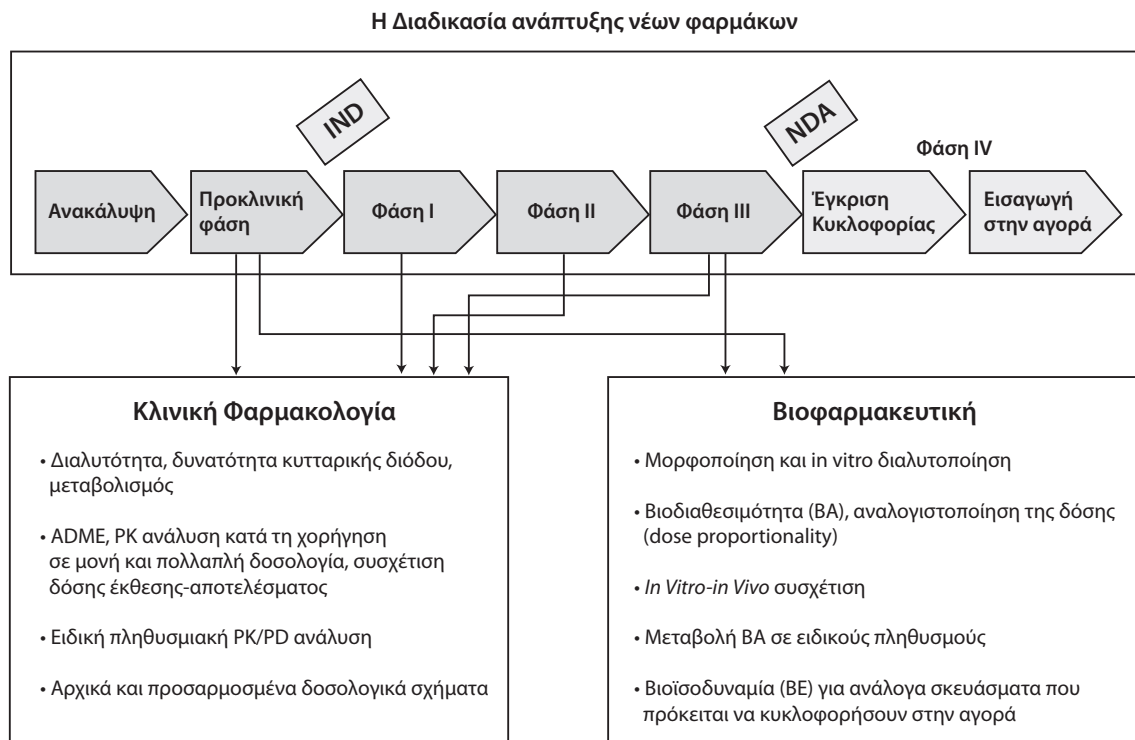 Η Διαδικασία ανάπτυξης νέων φαρμάκων
IND
NDA
Φάση IV
Ανακάλυψη
Προκλινική
φάση
Φάση I
Φάση II
Φάση III
Έγκριση
Κυκλοφορίας
Εισαγωγή
στην αγορά
Κλινική Φαρμακολογία
• Διαλυτότητα, δυνατότητα κυτταρικής διόδου,
μεταβολισμός
• ADME, PK ανάλυση κατά τη χορήγηση
σε μονή και πολλαπλή δοσολογία, συσχέτιση
δόσης έκθεσης-αποτελέσματος
• Ειδική πληθυσμιακή PK/PD ανάλυση
• Αρχικά και προσαρμοσμένα δοσολογικά σχήματα
Βιοφαρμακευτική
• Μορφοποίηση και in vitro διαλυτοποίηση
• Βιοδιαθεσιμότητα (BA), αναλογιστοποίηση της δόσης
(dose proportionality)
• In Vitro-in Vivo συσχέτιση
• Μεταβολή BA σε ειδικούς πληθυσμούς
• Βιοϊσοδυναμία (BE) για ανάλογα σκευάσματα που
πρόκειται να κυκλοφορήσουν στην αγορά